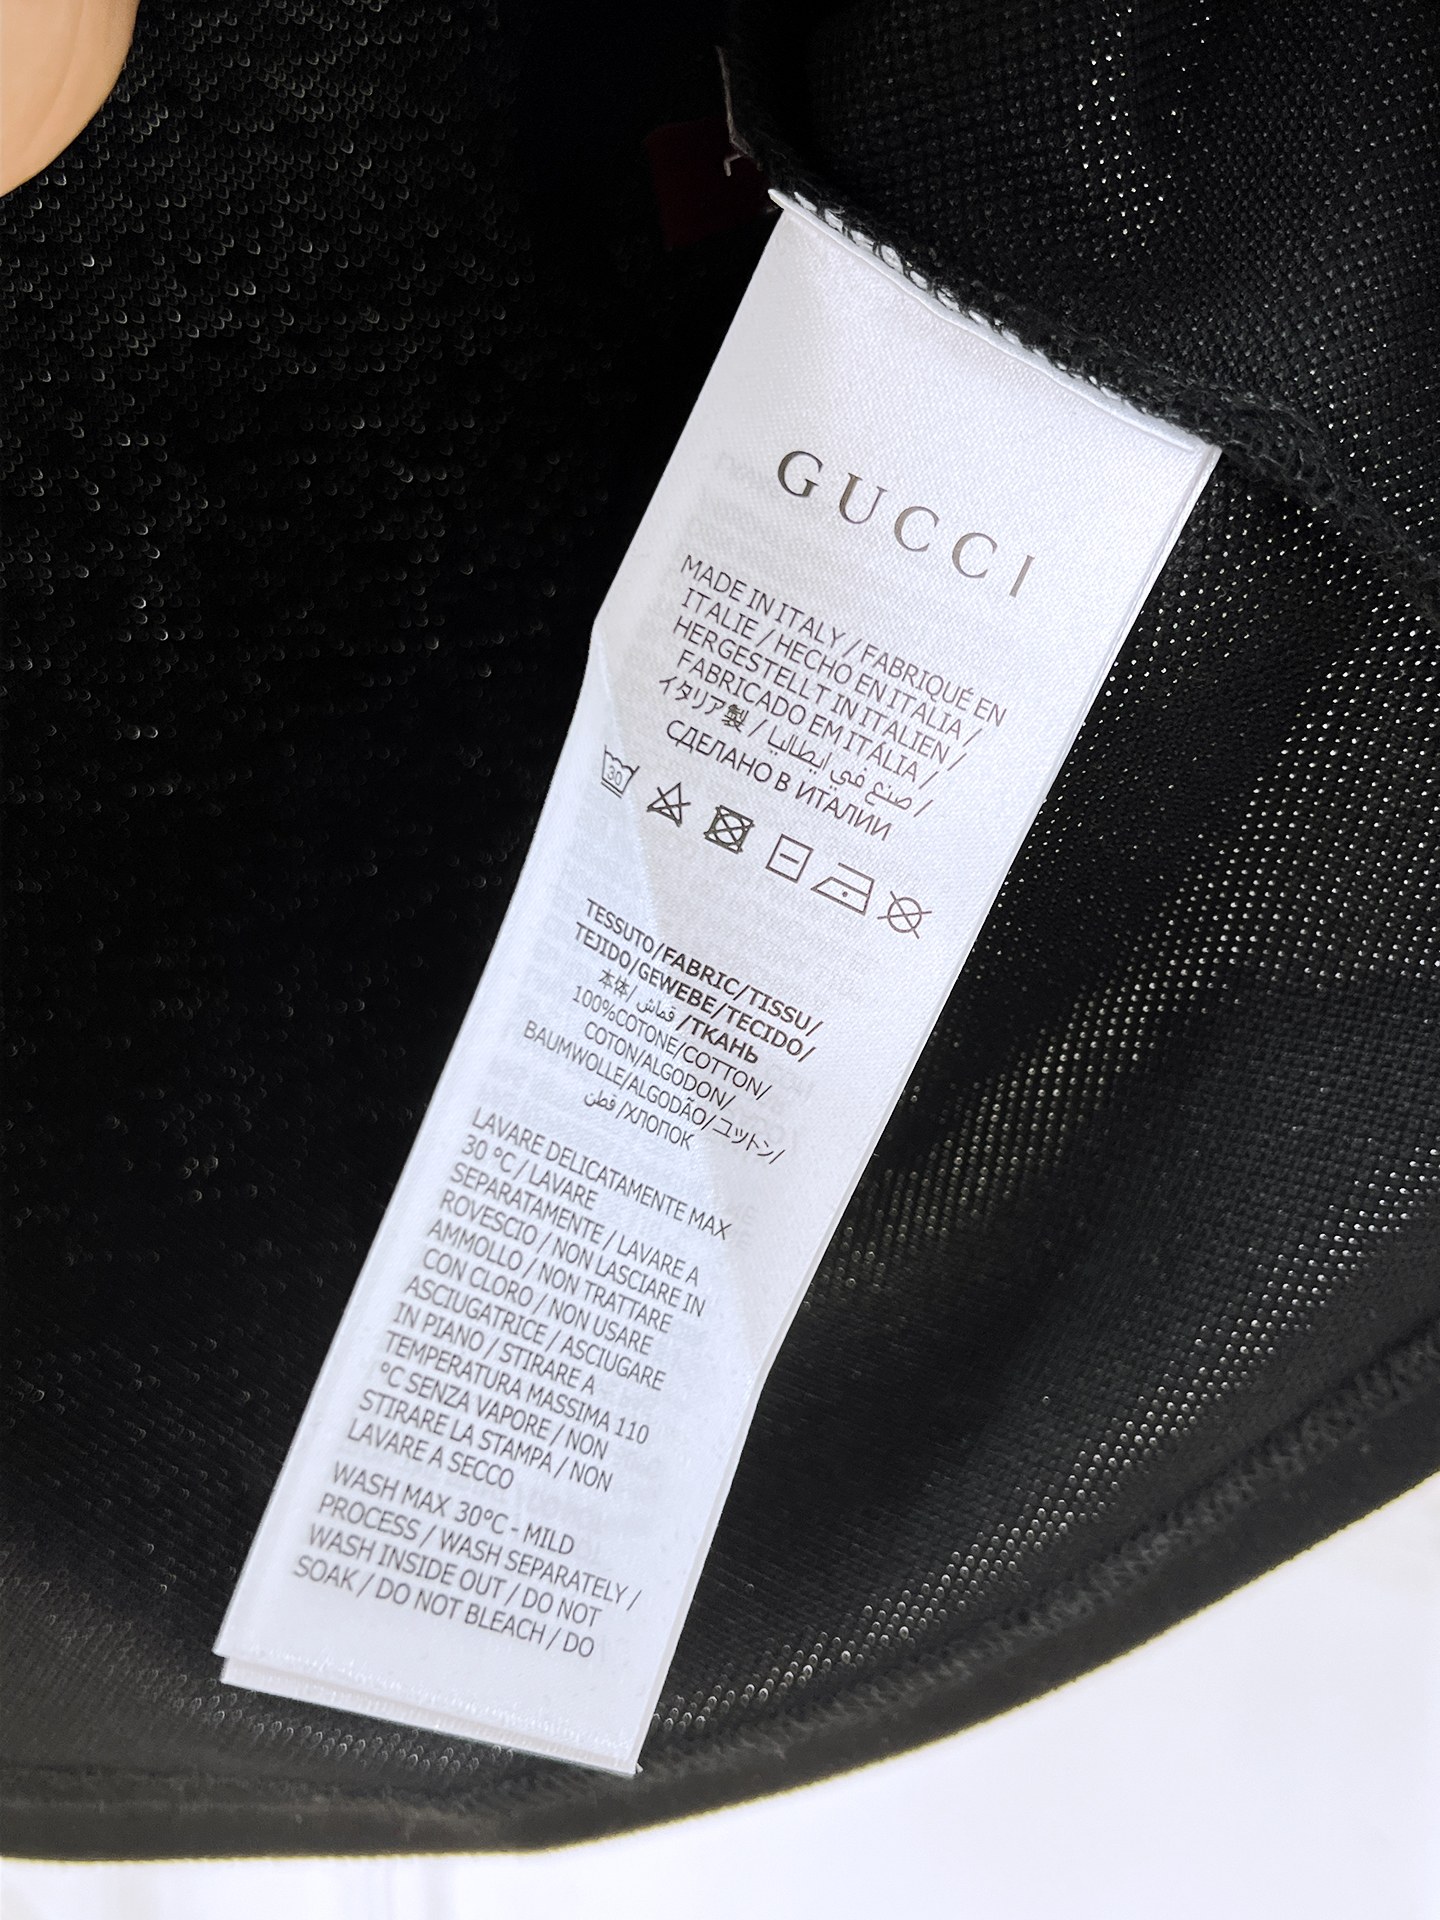 GUCCI
MADE IN ITALY / FABRIQUÉ EN
ITALIE / HECHO EN ITALIA /
HERGESTELLT IN ITALIEN /
FABRICADO EM ITÁLIA /
イタリア製 / صنع في إيطاليا /
СДЕЛАНО В ИТАЛИИ
30
TESSUTO/FABRIC/TISSU/
TEJIDO/GEWEBE/TECIDO/
本体/ قماش /ТКАНЬ
100%COTONE/COTTON/
COTON/ALGODON/
BAUMWOLLE/ALGODÃO/コットン/
قطن /ХЛОПОК
LAVARE DELICATAMENTE MAX
30 °C / LAVARE
SEPARATAMENTE / LAVARE A
ROVESCIO / NON LASCIARE IN
AMMOLLO / NON TRATTARE
CON CLORO / NON USARE
ASCIUGATRICE / ASCIUGARE
IN PIANO / STIRARE A
TEMPERATURA MASSIMA 110
°C SENZA VAPORE / NON
STIRARE LA STAMPA / NON
LAVARE A SECCO
WASH MAX 30°C - MILD
PROCESS / WASH SEPARATELY /
WASH INSIDE OUT / DO NOT
SOAK / DO NOT BLEACH / DO